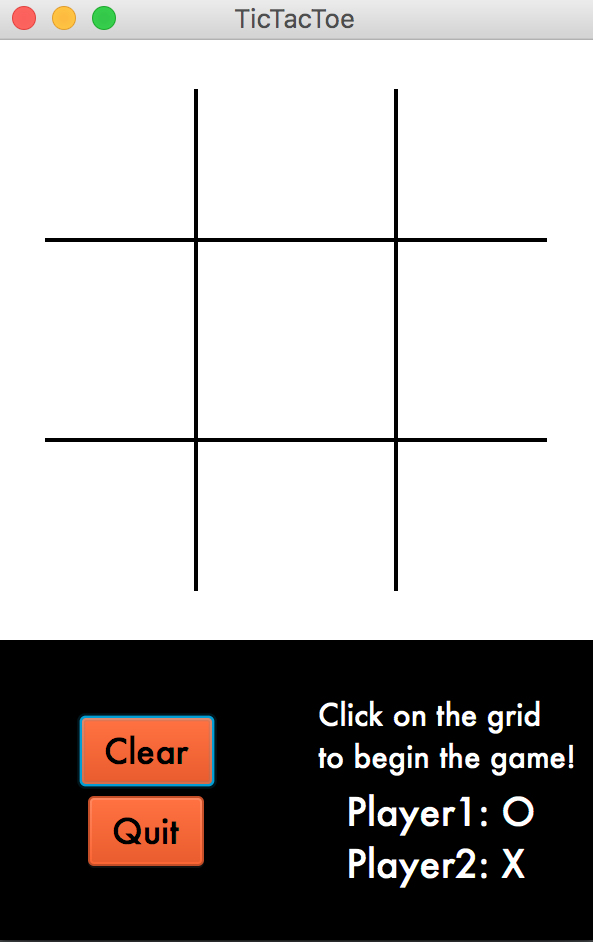 TicTacToe
Clear
Quit
Click on the grid
to begin the game!
Player1: O
Player2: X